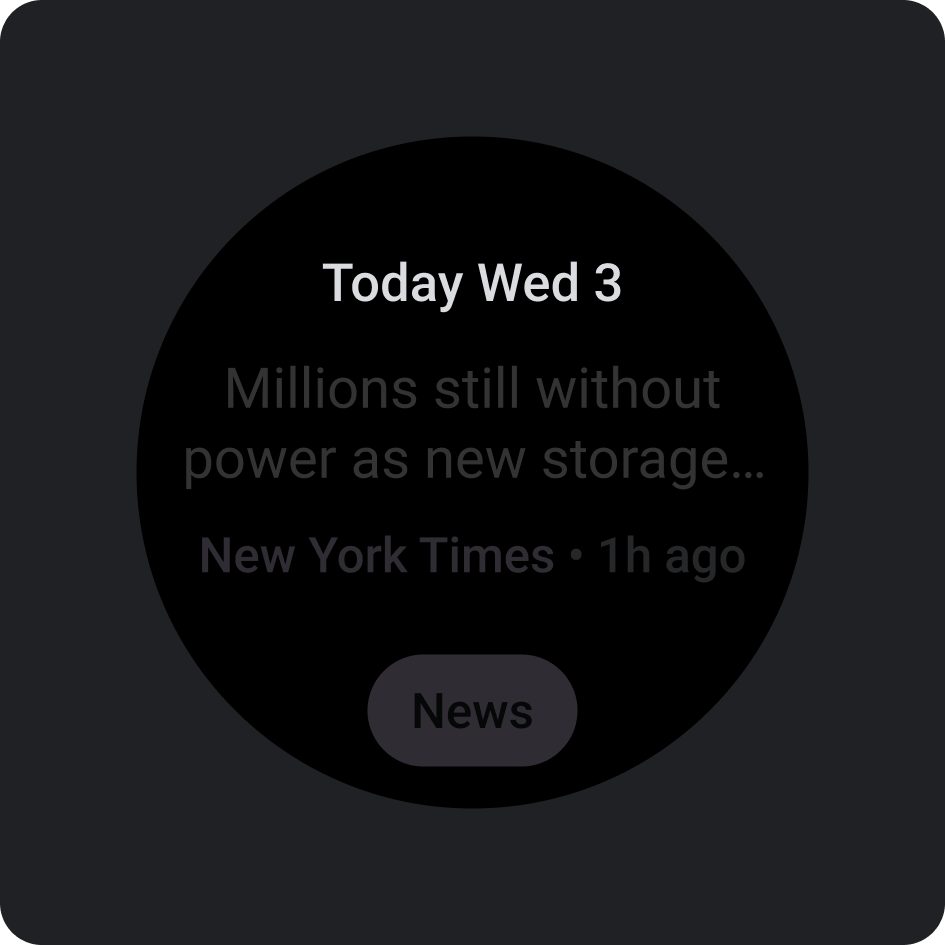 Today Wed 3
Millions still without
power as new storage...
New York Times • 1h ago
News